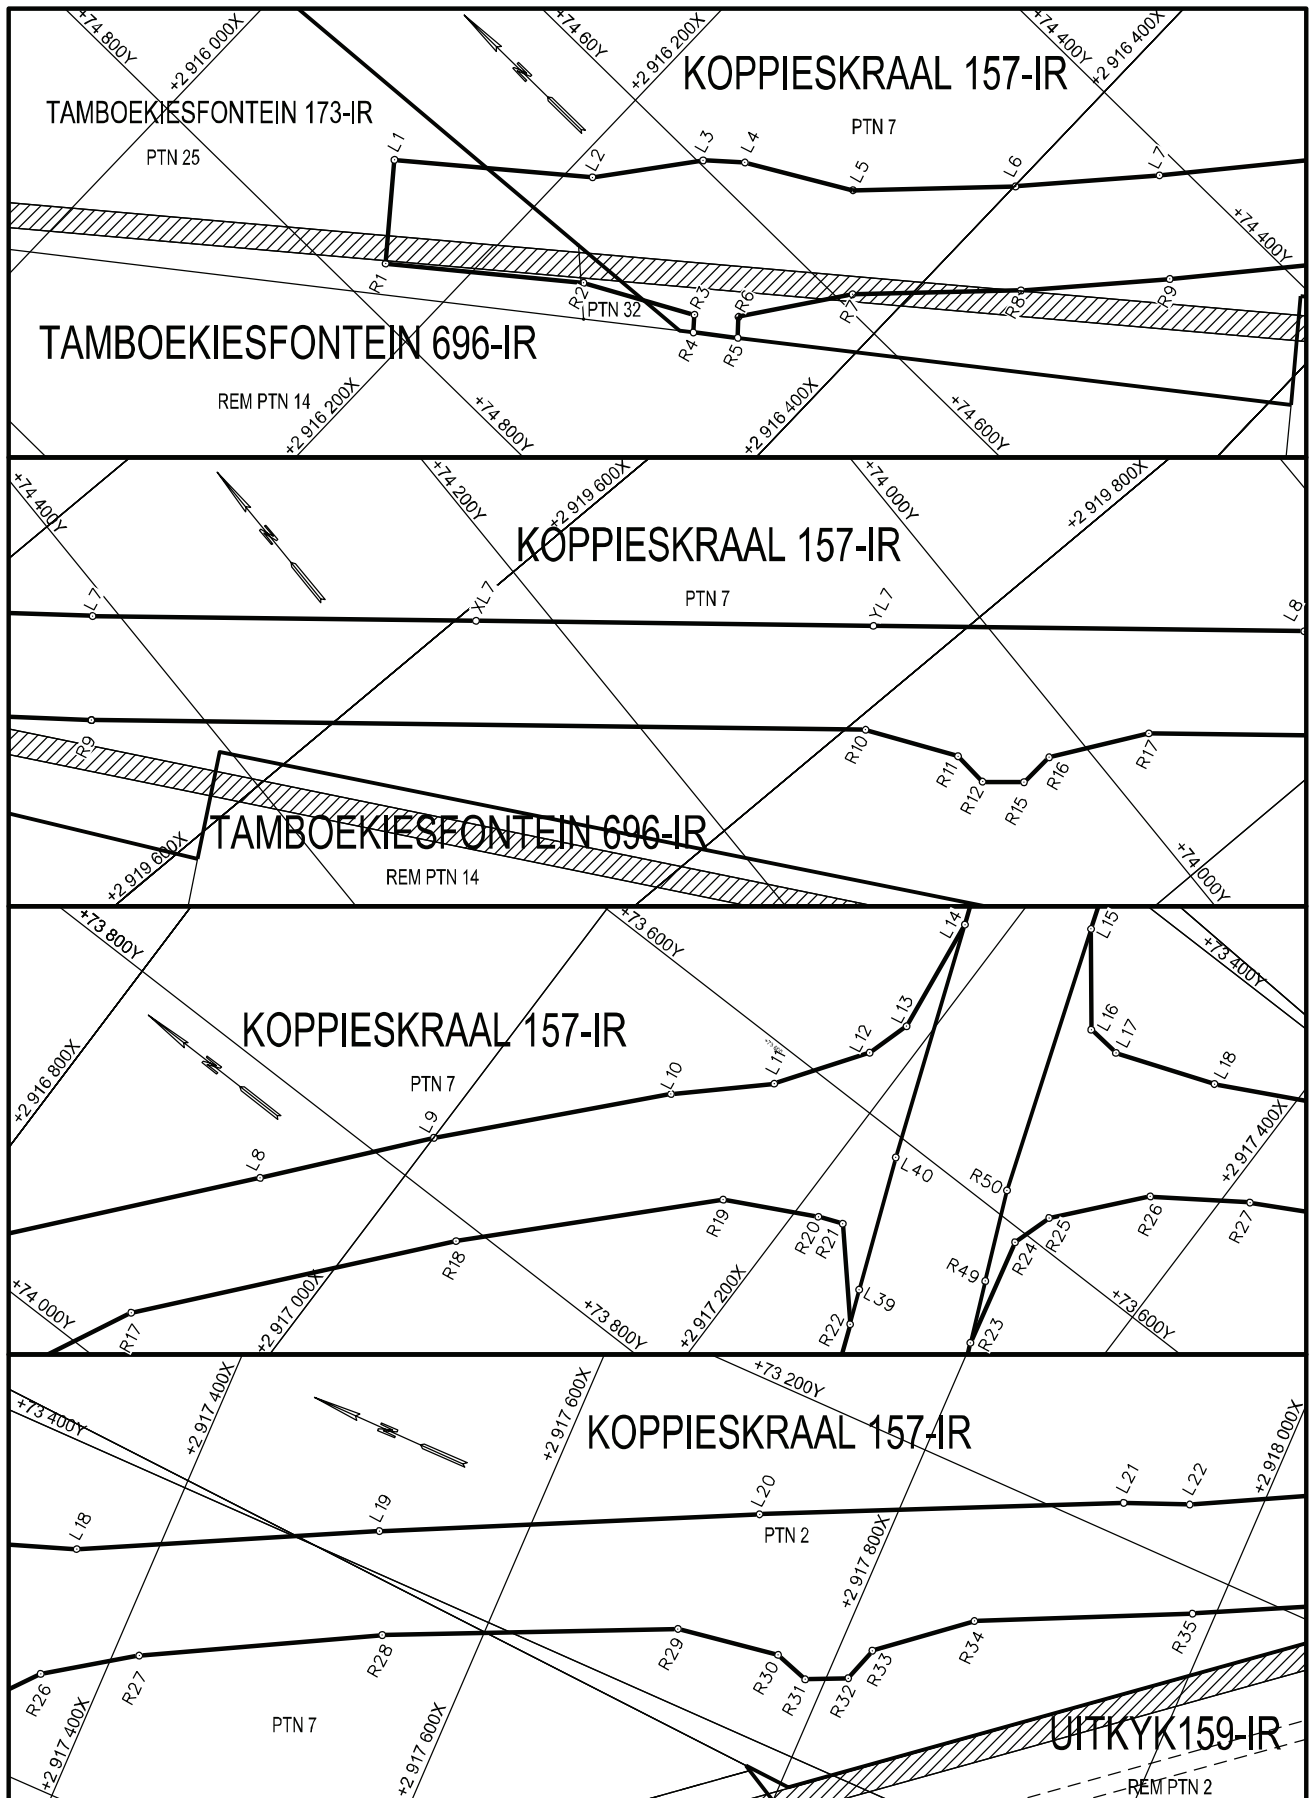 +74 800Y
+2 916 000X
+74 60Y
+2 916 200X
+74 400Y
+2 916 400X
N
KOPPIESKRAAL 157-IR
PTN 7
TAMBOEKIESFONTEIN 173-IR
PTN 25
L1
L2
L3
L4
L5
L6
L7
+74 400Y
R1
R2
PTN 32
R3
R4
R6
R5
R7
R8
R9
TAMBOEKIESFONTEIN 696-IR
REM PTN 14
+2 916 200X
+74 800Y
+2 916 400X
+74 600Y
+74 400Y
+74 200Y
+2 919 600X
+74 000Y
+2 919 800X
N
KOPPIESKRAAL 157-IR
PTN 7
L7
XL7
YL7
L8
R9
R10
R11
R12
R15
R16
R17
TAMBOEKIESFONTEIN 696-IR
REM PTN 14
+2 919 600X
+74 000Y
+73 800Y
+73 600Y
L14
L15
+73 400Y
+2 916 800X
N
KOPPIESKRAAL 157-IR
PTN 7
L8
L9
L10
L11
L12
L13
L16
L17
L18
L40
R50
+2 917 400X
R17
R18
R19
R20
R21
R22
L39
R49
R23
R24
R25
R26
R27
+74 000Y
+2 917 000X
+73 800Y
+2 917 200X
+73 600Y
+73 400Y
+2 917 400X
+2 917 600X
+73 200Y
+2 918 000X
N
KOPPIESKRAAL 157-IR
L18
L19
L20
PTN 2
L21
L22
+2 917 800X
R26
R27
R28
R29
R30
R31
R32
R33
R34
R35
+2 917 400X
PTN 7
+2 917 600X
UITKYK159-IR
REM PTN 2